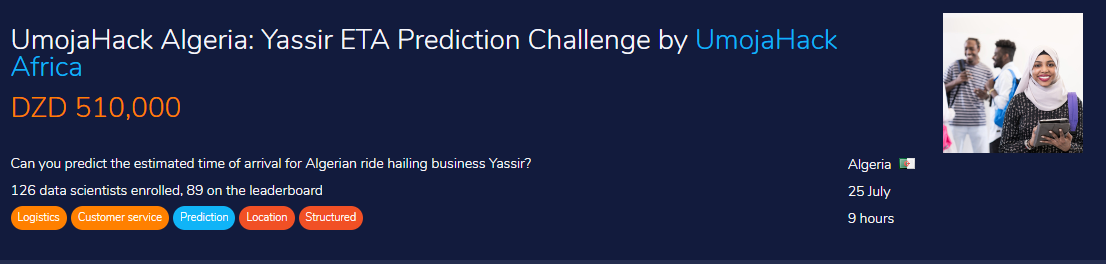 UmojaHack Algeria: Yassir ETA Prediction Challenge by UmojaHack
Africa
DZD 510,000
Can you predict the estimated time of arrival for Algerian ride hailing business Yassir?
Algeria
126 data scientists enrolled, 89 on the leaderboard
25 July
Logistics Customer service Prediction Location Structured
9 hours